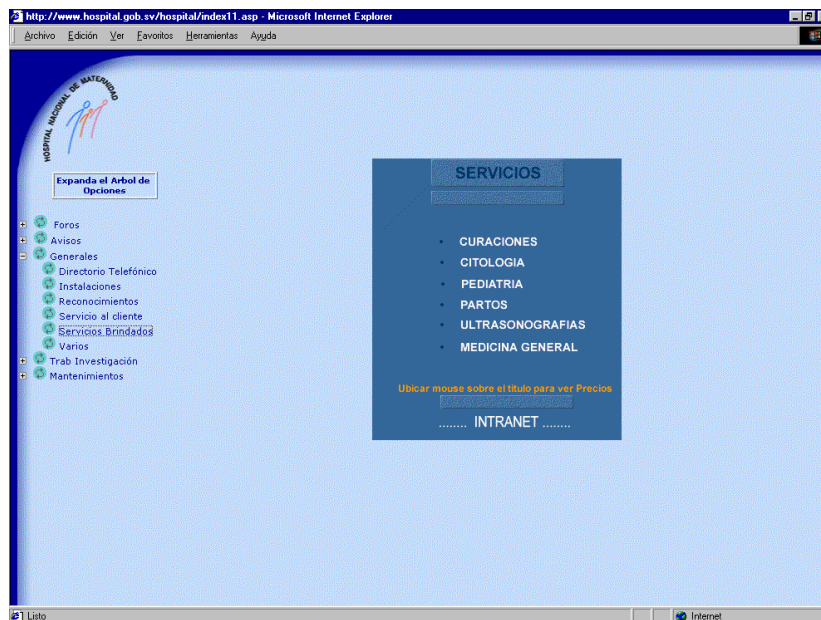 http://www.hospital.gob.sv/hospital/index11.asp - Microsoft Internet Explorer
Archivo Edición Ver Favoritos Herramientas Ayuda
HOSPITAL NACIONAL DE MATERNIDAD
Expanda el Arbol de
Opciones
Foros
Avisos
Generales
Directorio Telefónico
Instalaciones
Reconocimientos
Servicio al cliente
Servicios Brindados
Varios
Trab Investigación
Mantenimientos
SERVICIOS
• CURACIONES
• CITOLOGIA
• PEDIATRIA
• PARTOS
• ULTRASONOGRAFIAS
• MEDICINA GENERAL
Ubicar mouse sobre el titulo para ver Precios
........ INTRANET ........
Listo
Internet